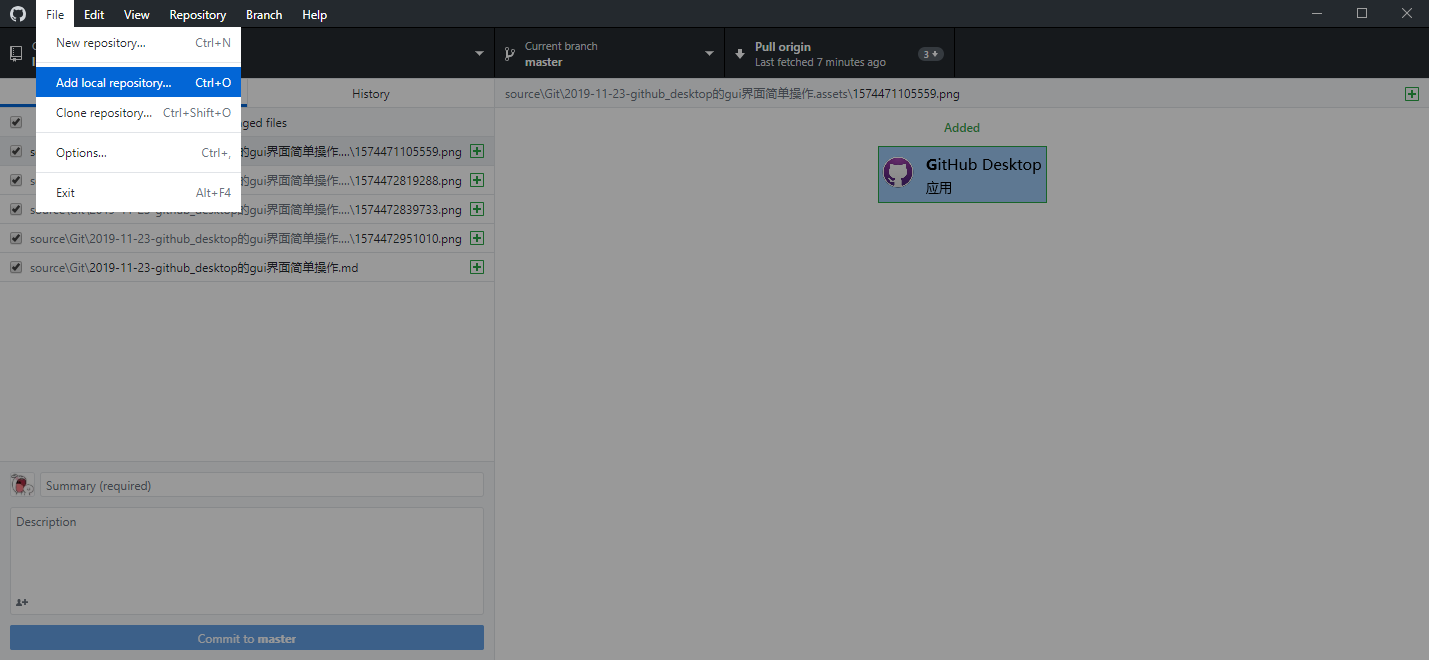 File Edit View Repository Branch Help
New repository... Ctrl+N
Add local repository... Ctrl+O
Clone repository... Ctrl+Shift+O
Options... Ctrl+,
Exit Alt+F4
Current branch
master
Pull origin
Last fetched 7 minutes ago
3
History
ged files
的gui界面简单操作....\1574471105559.png
的gui界面简单操作....\1574472819288.png
source\Git\2019-11-23-github_desktop的gui界面简单操作....\1574472839733.png
source\Git\2019-11-23-github_desktop的gui界面简单操作....\1574472951010.png
source\Git\2019-11-23-github_desktop的gui界面简单操作.md
Summary (required)
Description
Commit to master
source\Git\2019-11-23-github_desktop的gui界面简单操作.assets\1574471105559.png
Added
GitHub Desktop
应用